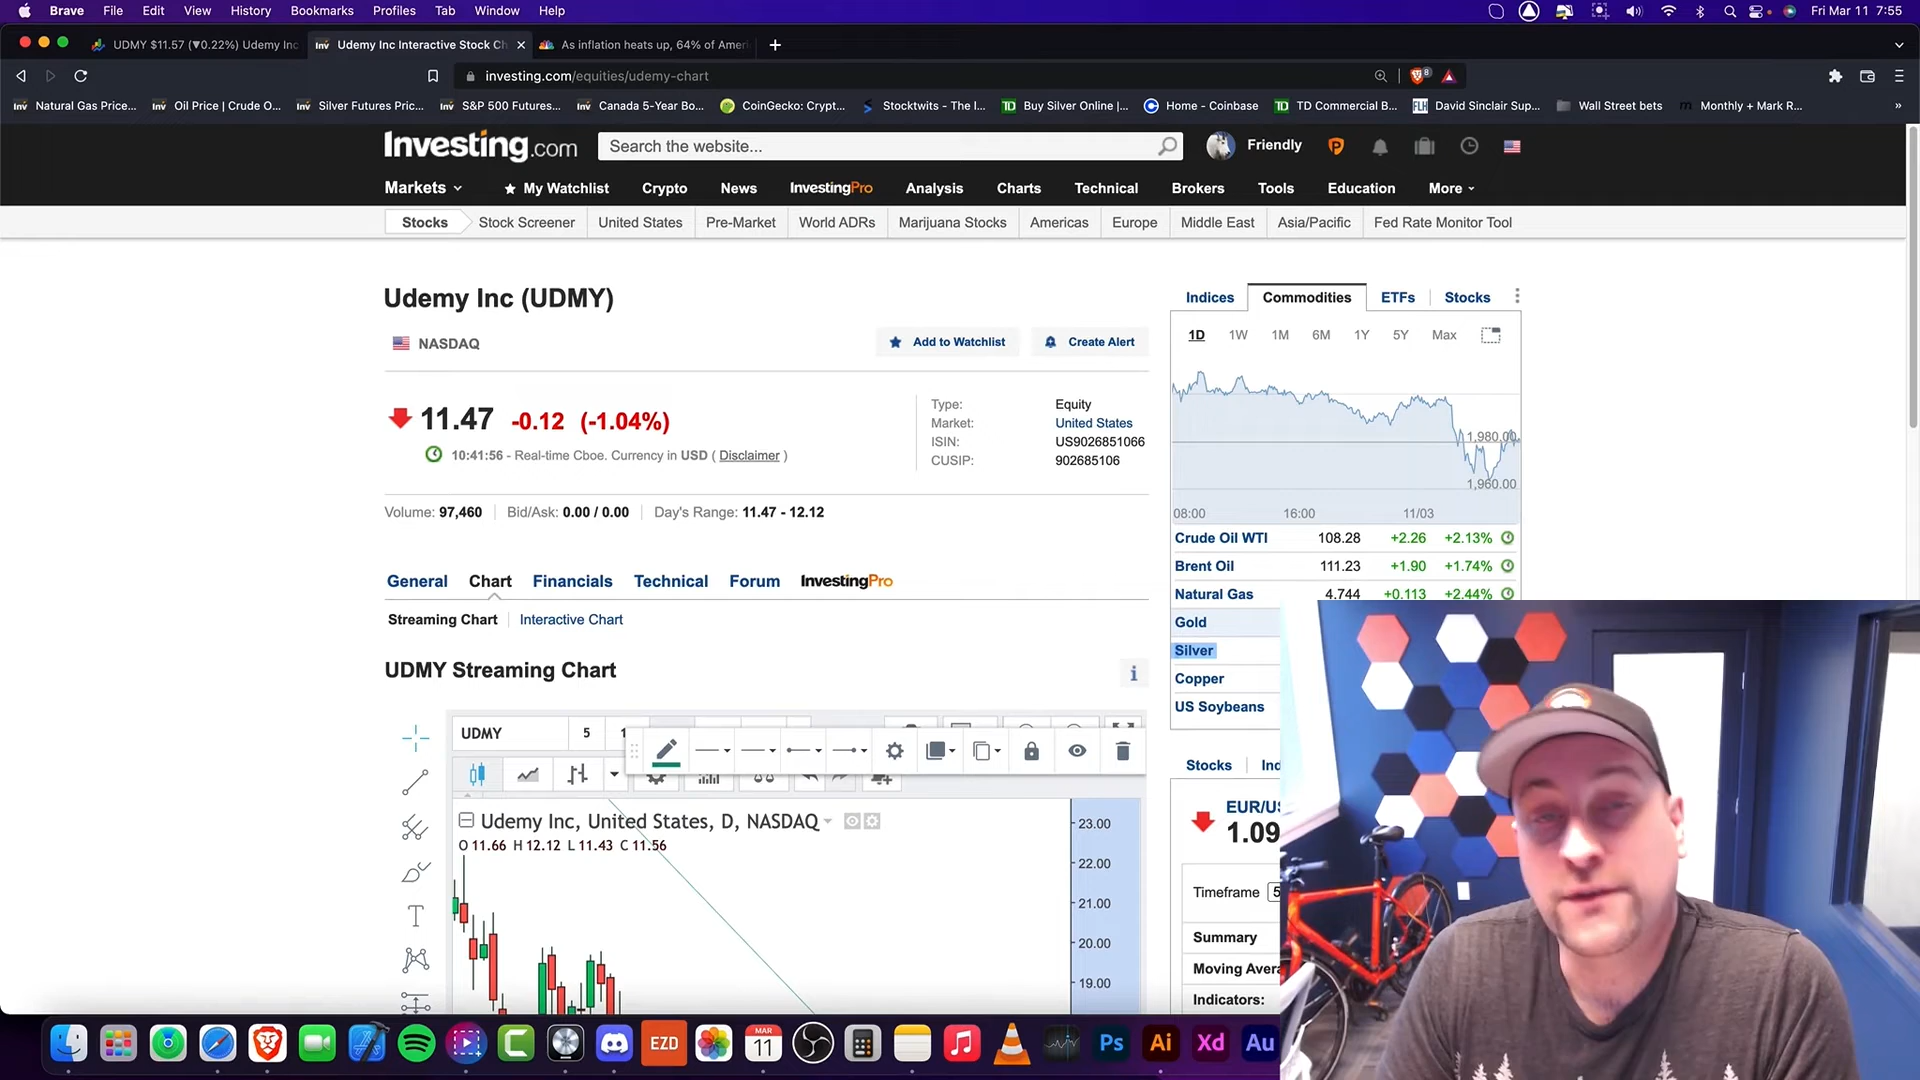 Brave File Edit View History Bookmarks Profiles Tab Window Help Fri Mar 11 7:55
UDMY $11.57 (▼0.22%) Udemy Inc Udemy Inc Interactive Stock Ch As inflation heats up, 64% of Amer
investing.com/equities/udemy-chart
Natural Gas Price... Oil Price | Crude O... Silver Futures Pric... S&P 500 Futures... Canada 5-Year Bo... CoinGecko: Crypt... Stocktwits - The I... Buy Silver Online |... Home - Coinbase TD Commercial B... David Sinclair Sup... Wall Street bets Monthly + Mark R...
Investing.com Search the website... Friendly
Markets My Watchlist Crypto News InvestingPro Analysis Charts Technical Brokers Tools Education More
Stocks Stock Screener United States Pre-Market World ADRs Marijuana Stocks Americas Europe Middle East Asia/Pacific Fed Rate Monitor Tool
Udemy Inc (UDMY)
NASDAQ Add to Watchlist Create Alert
11.47 -0.12 (-1.04%)
10:41:56 - Real-time Cboe. Currency in USD ( Disclaimer )
Type: Equity
Market: United States
ISIN: US9026851066
CUSIP: 902685106
Volume: 97,460 Bid/Ask: 0.00 / 0.00 Day's Range: 11.47 - 12.12
General Chart Financials Technical Forum InvestingPro
Streaming Chart Interactive Chart
UDMY Streaming Chart
UDMY 5
Udemy Inc, United States, D, NASDAQ
O 11.66 H 12.12 L 11.43 C 11.56
23.00
22.00
21.00
20.00
19.00
Indices Commodities ETFs Stocks
1D 1W 1M 6M 1Y 5Y Max
1,980.00
1,960.00
08:00 16:00 11/03
Crude Oil WTI 108.28 +2.26 +2.13%
Brent Oil 111.23 +1.90 +1.74%
Natural Gas 4.744 +0.113 +2.44%
Gold
Silver
Copper
US Soybeans
Stocks Ind
EUR/US
1.09
Timeframe 5
Summary
Moving Avera
Indicators:
EZD MAR 11 Ps Ai Xd Au